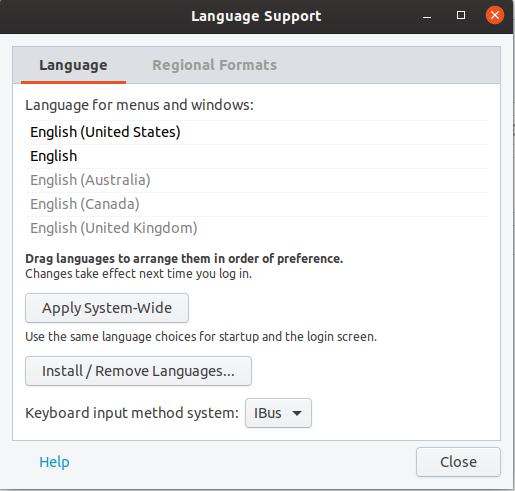 Language Support
Language Regional Formats
Language for menus and windows:
English (United States)
English
English (Australia)
English (Canada)
English (United Kingdom)
Drag languages to arrange them in order of preference.
Changes take effect next time you log in.
Apply System-Wide
Use the same language choices for startup and the login screen.
Install / Remove Languages...
Keyboard input method system: IBus
Help Close